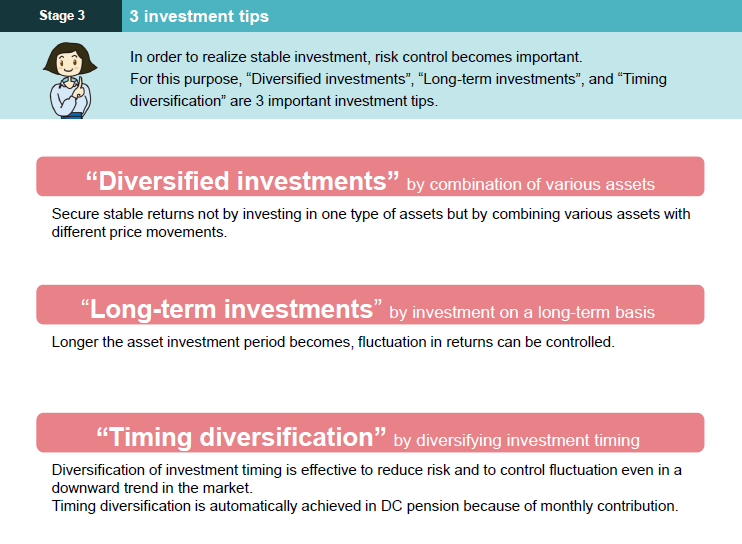 Stage 3
3 investment tips
In order to realize stable investment, risk control becomes important.
For this purpose, “Diversified investments”, “Long-term investments”, and “Timing
diversification” are 3 important investment tips.
“Diversified investments” by combination of various assets
Secure stable returns not by investing in one type of assets but by combining various assets with
different price movements.
“Long-term investments” by investment on a long-term basis
Longer the asset investment period becomes, fluctuation in returns can be controlled.
“Timing diversification” by diversifying investment timing
Diversification of investment timing is effective to reduce risk and to control fluctuation even in a
downward trend in the market.
Timing diversification is automatically achieved in DC pension because of monthly contribution.